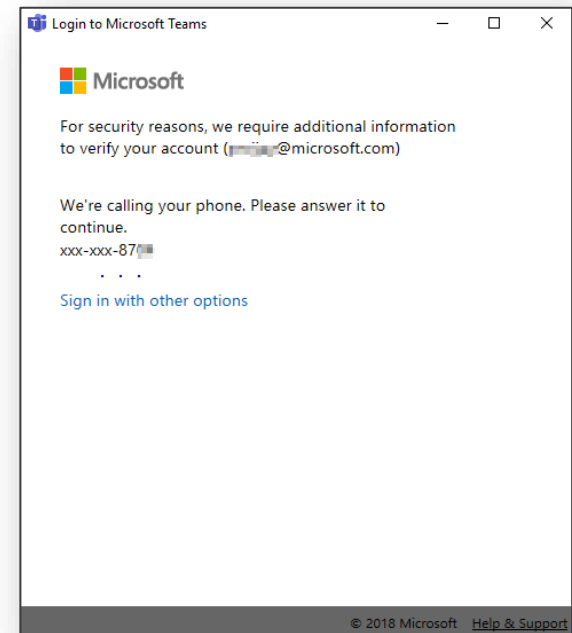 Login to Microsoft Teams
Microsoft
For security reasons, we require additional information
to verify your account (@microsoft.com)
We're calling your phone. Please answer it to
continue.
xxx-xxx-87
. . .
Sign in with other options
© 2018 Microsoft Help & Support